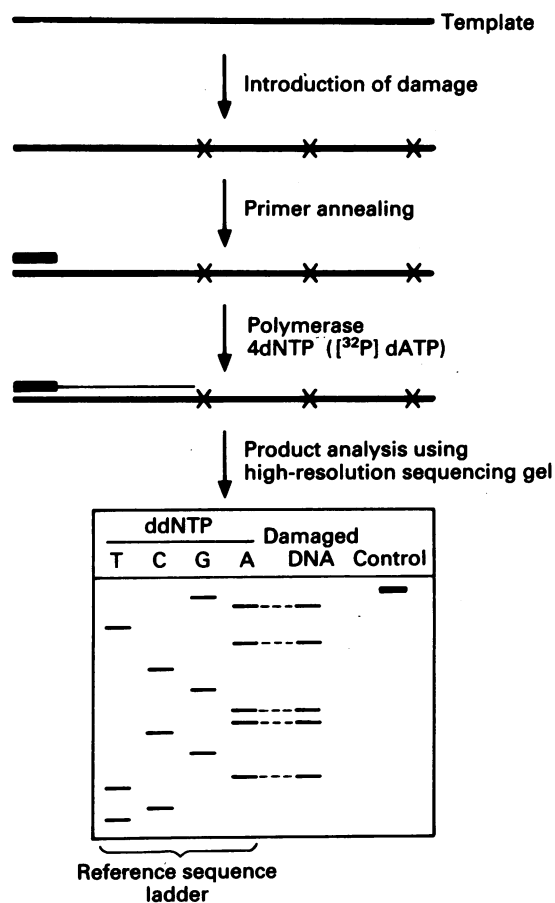 Template
Introduction of damage
Primer annealing
Polymerase
4dNTP ([³²P] dATP)
Product analysis using
high-resolution sequencing gel
ddNTP
Damaged
T C G A DNA Control
Reference sequence
ladder